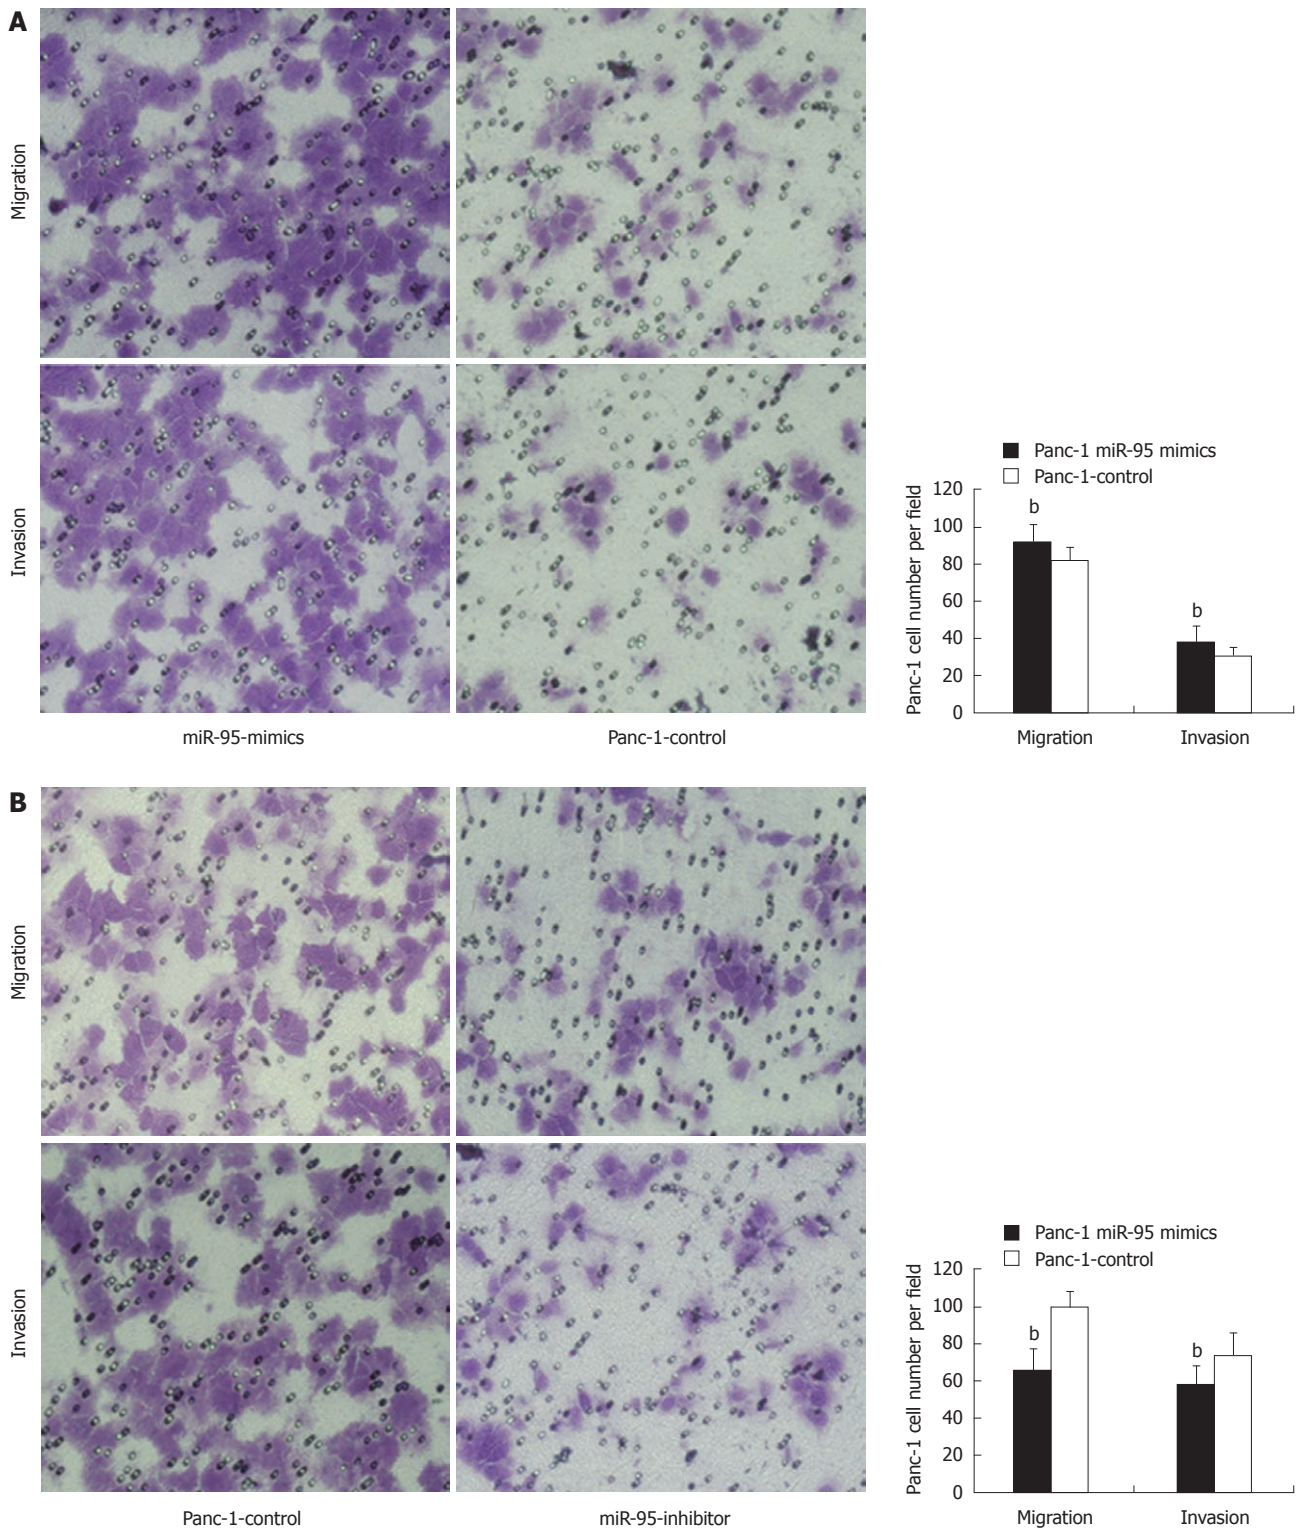 A
Migration
Invasion
miR-95-mimics
Panc-1-control
Panc-1 miR-95 mimics
Panc-1-control
Panc-1 cell number per field
120
100
80
60
40
20
0
b
b
Migration
Invasion
B
Migration
Invasion
Panc-1-control
miR-95-inhibitor
Panc-1 miR-95 mimics
Panc-1-control
Panc-1 cell number per field
120
100
80
60
40
20
0
b
b
Migration
Invasion